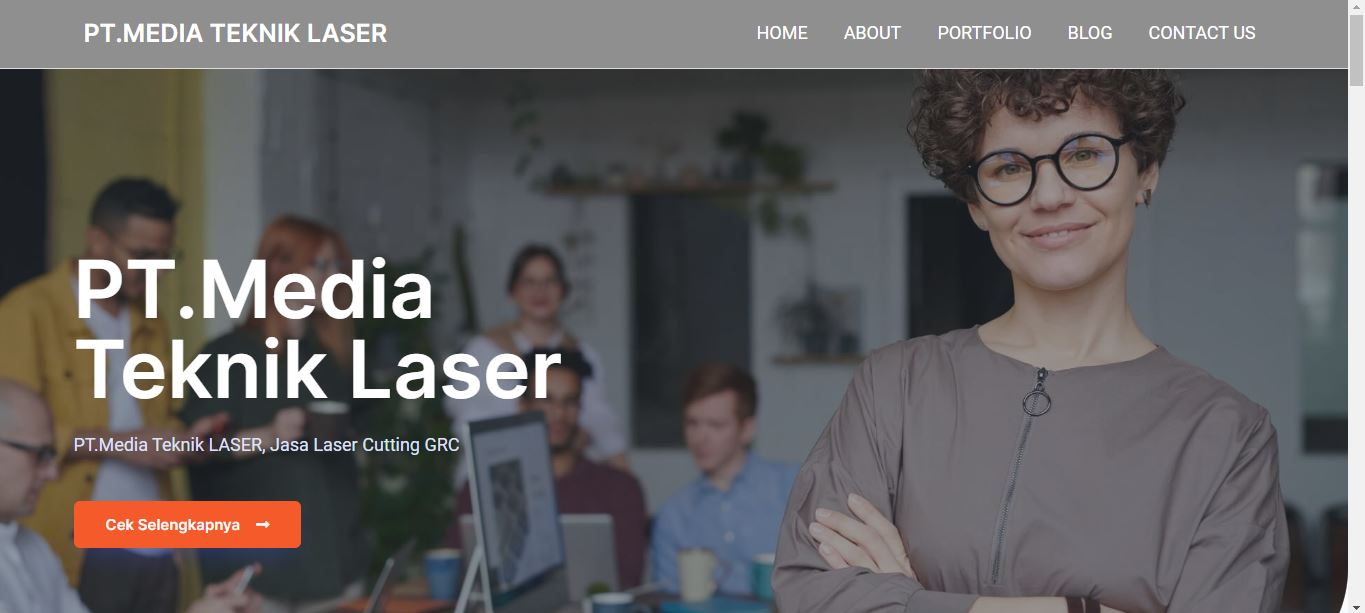 PT.MEDIA TEKNIK LASER
HOME ABOUT PORTFOLIO BLOG CONTACT US
PT.Media
Teknik Laser
PT.Media Teknik LASER, Jasa Laser Cutting GRC
Cek Selengkapnya →